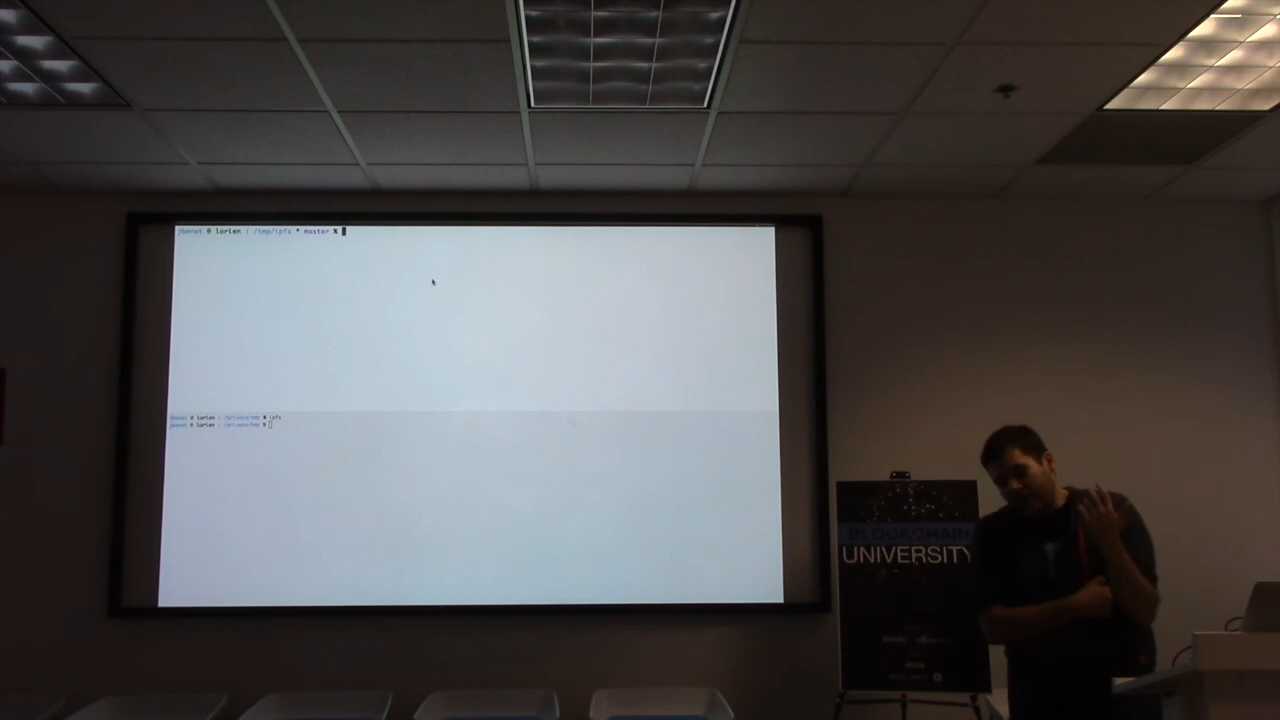 jbenet @ lorien : /tmp/ipfs * master %
jbenet @ lorien : /private/tmp % ipfs
jbenet @ lorien : /private/tmp %
BLOCKCHAIN
UNIVERSITY